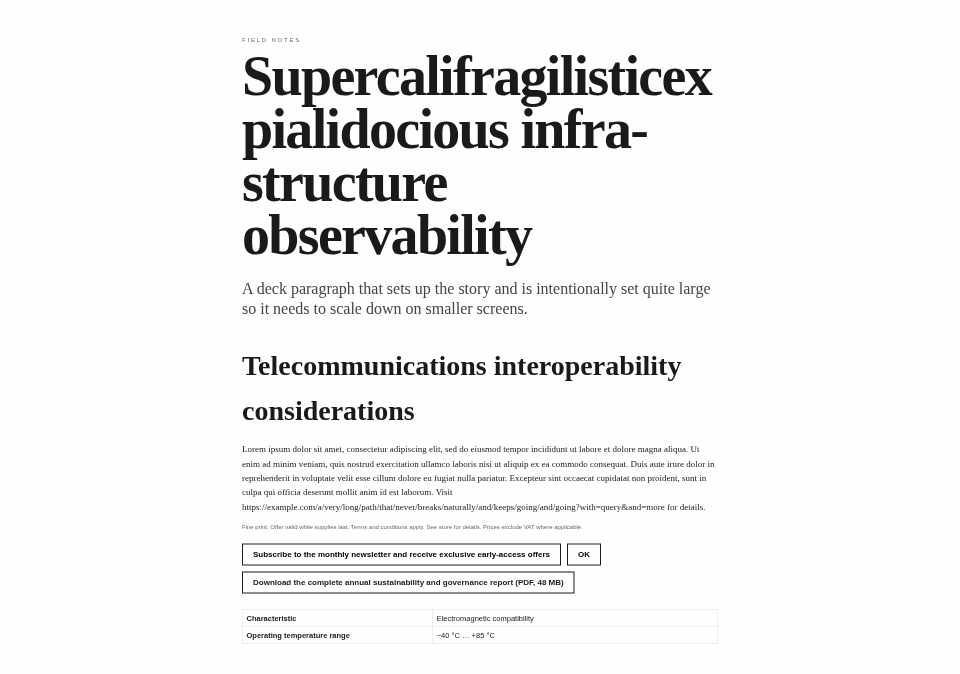 FIELD NOTES
Supercalifragilisticex
pialidocious infra-
structure
observability
A deck paragraph that sets up the story and is intentionally set quite large
so it needs to scale down on smaller screens.
Telecommunications interoperability
considerations
Lorem ipsum dolor sit amet, consectetur adipiscing elit, sed do eiusmod tempor incididunt ut labore et dolore magna aliqua. Ut
enim ad minim veniam, quis nostrud exercitation ullamco laboris nisi ut aliquip ex ea commodo consequat. Duis aute irure dolor in
reprehenderit in voluptate velit esse cillum dolore eu fugiat nulla pariatur. Excepteur sint occaecat cupidatat non proident, sunt in
culpa qui officia deserunt mollit anim id est laborum. Visit
https://example.com/a/very/long/path/that/never/breaks/naturally/and/keeps/going/and/going?with=query&and=more for details.
Fine print: Offer valid while supplies last. Terms and conditions apply. See store for details. Prices exclude VAT where applicable.
Subscribe to the monthly newsletter and receive exclusive early-access offers OK
Download the complete annual sustainability and governance report (PDF, 48 MB)
Characteristic Electromagnetic compatibility
Operating temperature range −40 °C … +85 °C